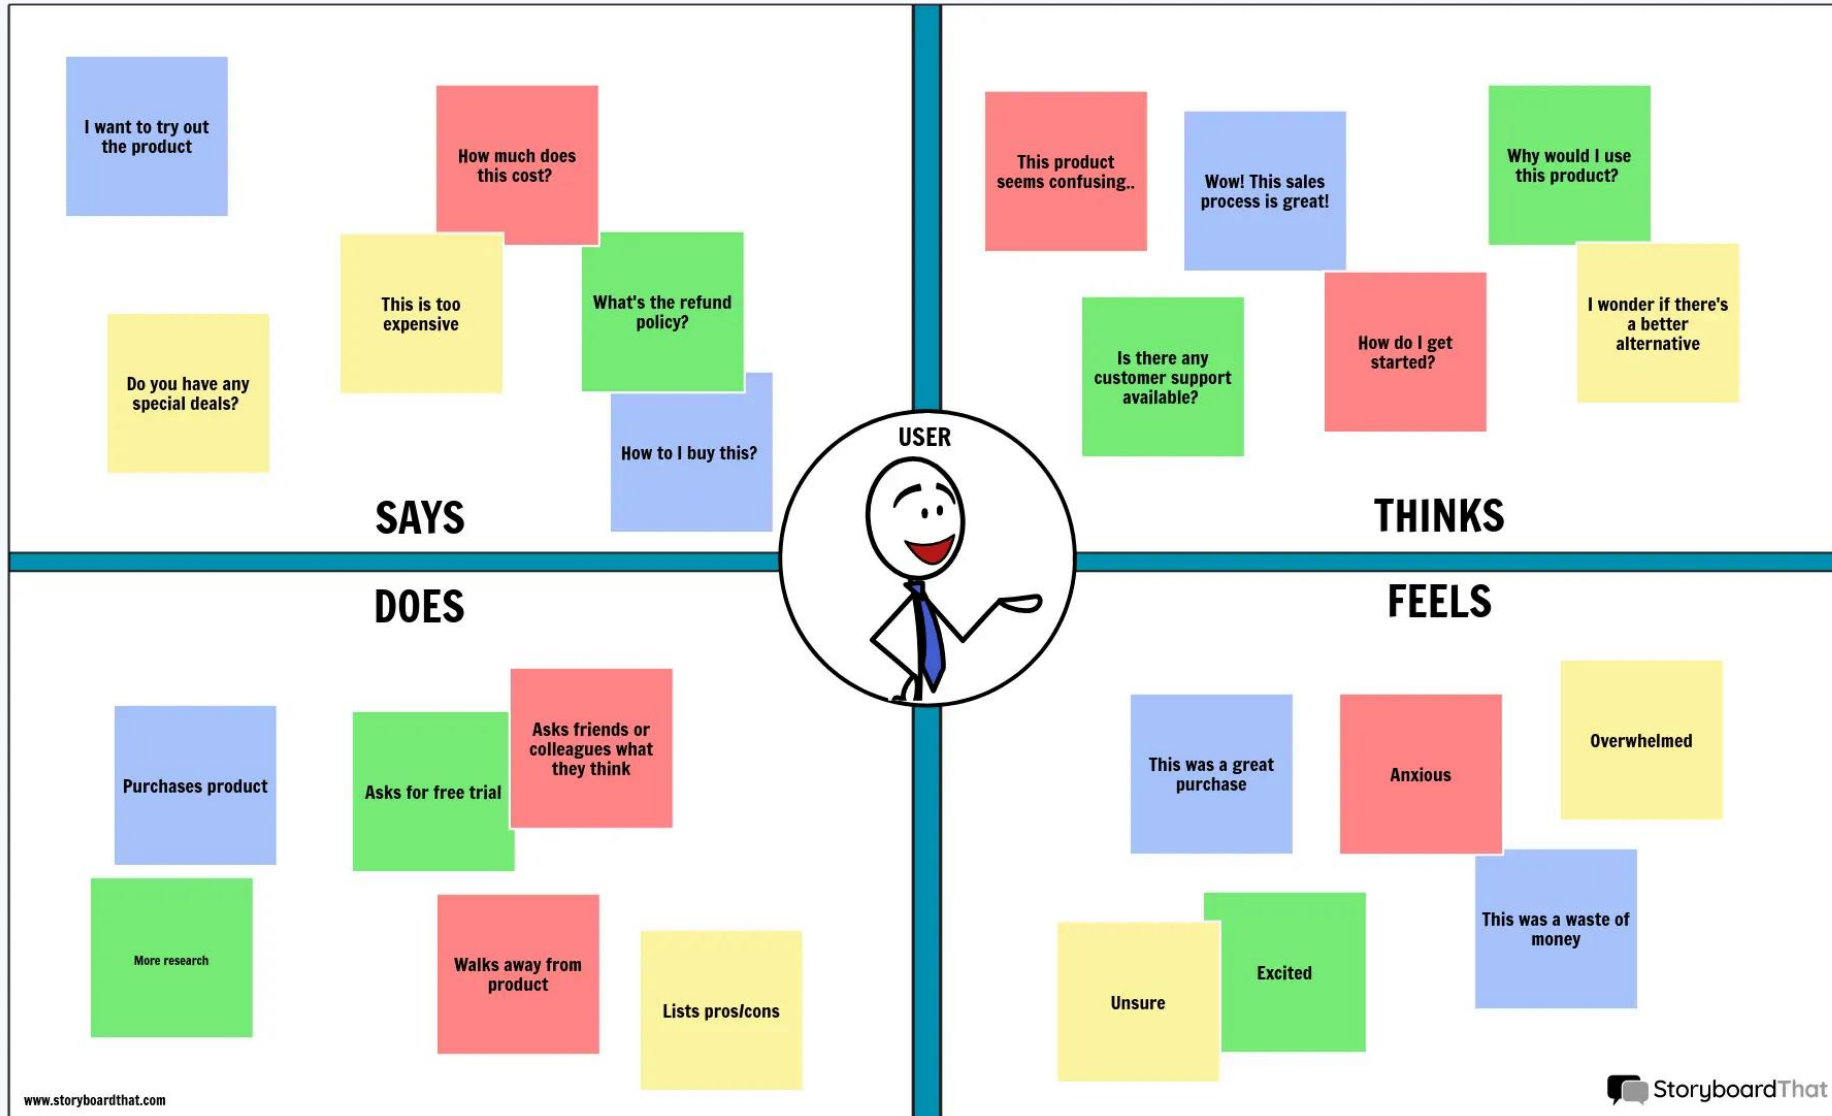 I want to try out
the product
How much does
this cost?
This is too
expensive
What's the refund
policy?
Do you have any
special deals?
How to I buy this?
SAYS
This product
seems confusing..
Wow! This sales
process is great!
Why would I use
this product?
Is there any
customer support
available?
How do I get
started?
I wonder if there's
a better
alternative
THINKS
USER
DOES
Purchases product
Asks for free trial
Asks friends or
colleagues what
they think
More research
Walks away from
product
Lists pros/cons
FEELS
This was a great
purchase
Anxious
Overwhelmed
Unsure
Excited
This was a waste of
money
www.storyboardthat.com
StoryboardThat